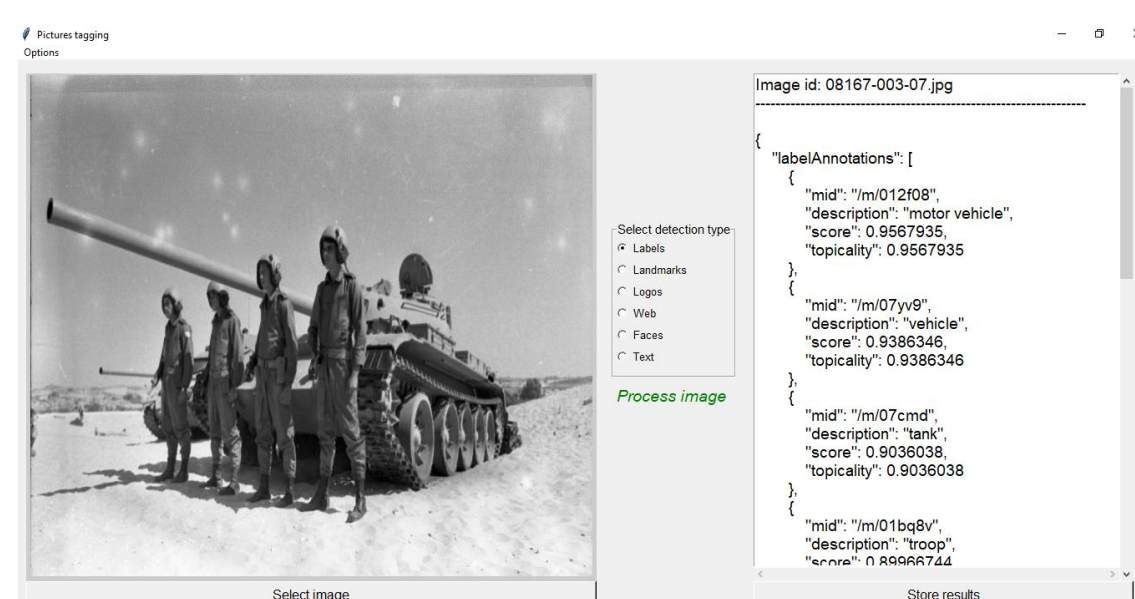 Pictures tagging
Options
Image id: 08167-003-07.jpg
------------------------------------------------------------------
{
"labelAnnotations": [
{
"mid": "/m/012f08",
"description": "motor vehicle",
"score": 0.9567935,
"topicality": 0.9567935
},
{
"mid": "/m/07yv9",
"description": "vehicle",
"score": 0.9386346,
"topicality": 0.9386346
},
{
"mid": "/m/07cmd",
"description": "tank",
"score": 0.9036038,
"topicality": 0.9036038
},
{
"mid": "/m/01bq8v",
"description": "troop",
"score": 0.89966744
Select detection type
Labels
Landmarks
Logos
Web
Faces
Text
Process image
Select image
Store results